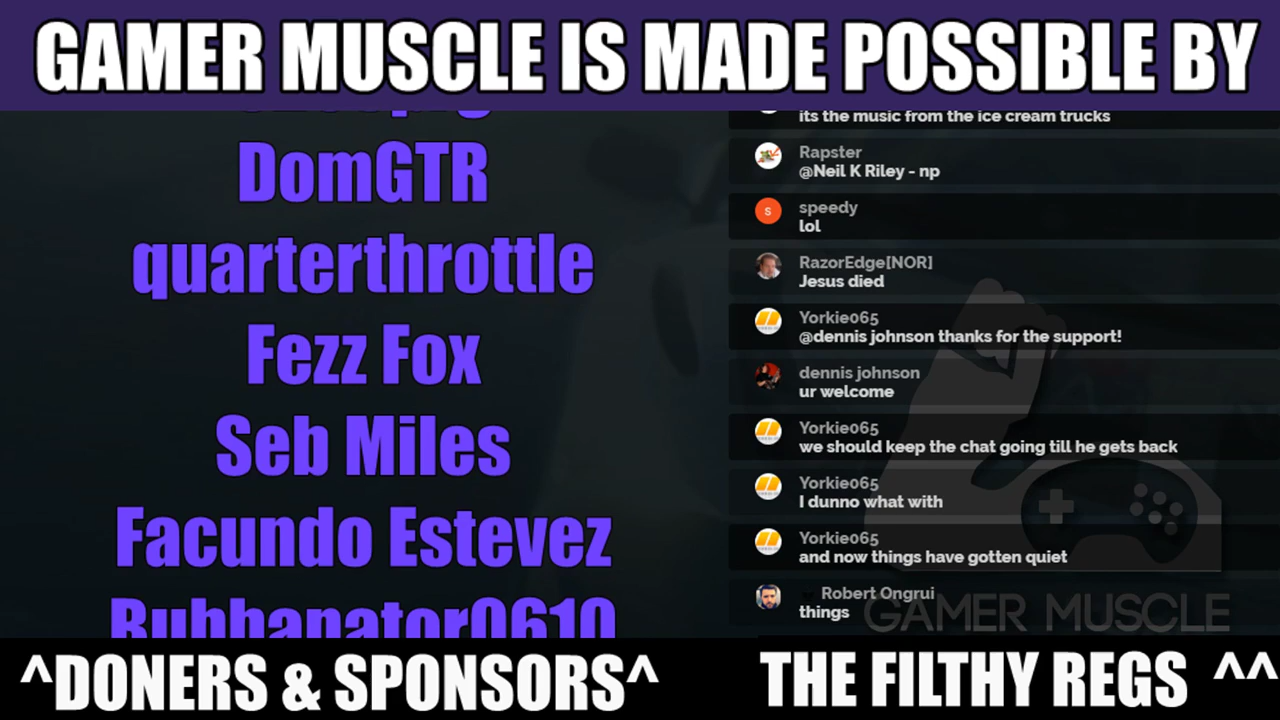 GAMER MUSCLE IS MADE POSSIBLE BY
DomGTR
quarterthrottle
Fezz Fox
Seb Miles
Facundo Estevez
Bubbanator0610
^DONERS & SPONSORS^
its the music from the ice cream trucks
Rapster
@Neil K Riley - np
S
speedy
lol
RazorEdge[NOR]
Jesus died
Yorkie065
@dennis johnson thanks for the support!
dennis johnson
ur welcome
Yorkie065
we should keep the chat going till he gets back
Yorkie065
I dunno what with
Yorkie065
and now things have gotten quiet
Robert Ongrui
things
GAMER MUSCLE
THE FILTHY REGS ^^